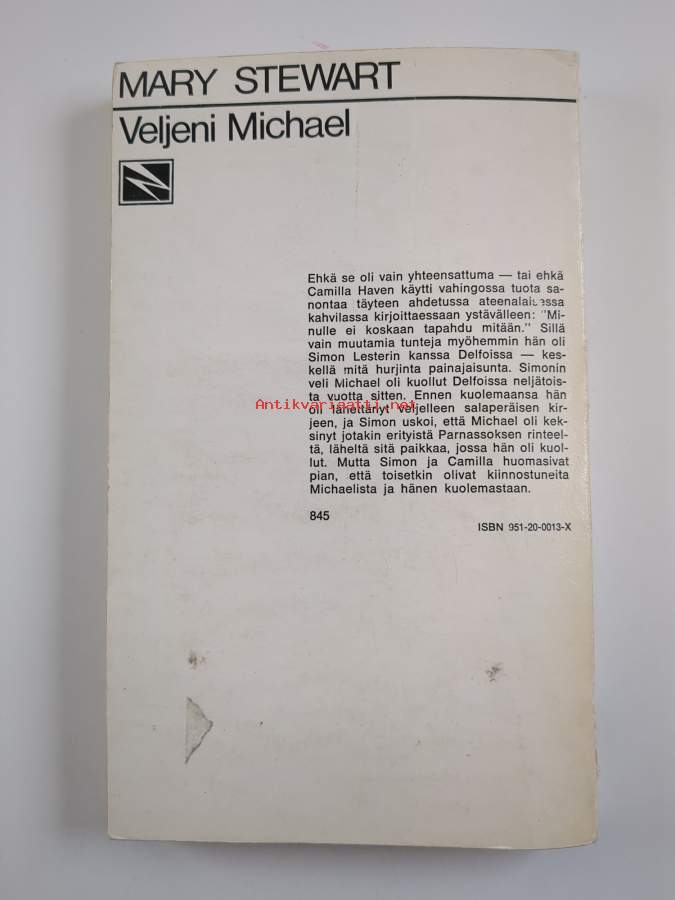 MARY STEWART
Veljeni Michael
Ehkä se oli vain yhteensattuma — tai ehkä
Camilla Haven käytti vahingossa tuota sa-
nontaa täyteen ahdetussa ateenalaisessa
kahvilassa kirjoittaessaan ystävälleen: "Mi-
nulle ei koskaan tapahdu mitään." Sillä
vain muutamia tunteja myöhemmin hän oli
Simon Lesterin kanssa Delfoissa — kes-
kellä mitä hurjinta painajaisunta. Simonin
veli Michael oli kuollut Delfoissa neljätois-
ta vuotta sitten. Ennen kuolemaansa hän
Antikvariaatti.net
oli lähettänyt veljelleen salaperäisen kir-
jeen, ja Simon uskoi, että Michael oli kek-
sinyt jotakin erityistä Parnassoksen rinteel-
tä, läheltä sitä paikkaa, jossa hän oli kuol-
lut. Mutta Simon ja Camilla huomasivat
pian, että toisetkin olivat kiinnostuneita
Michaelista ja hänen kuolemastaan.
845
ISBN 951-20-0013-X